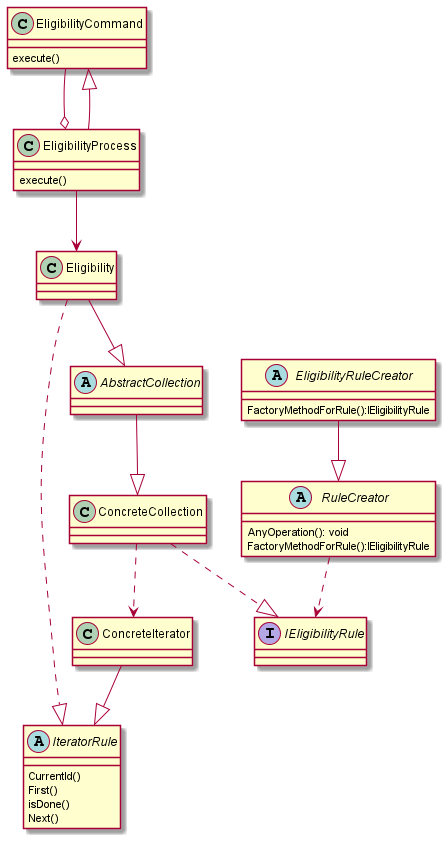 C EligibilityCommand
execute()
C EligibilityProcess
execute()
C Eligibility
A AbstractCollection
A EligibilityRuleCreator
FactoryMethodForRule():IEligibilityRule
C ConcreteCollection
A RuleCreator
AnyOperation(): void
FactoryMethodForRule():IEligibilityRule
C ConcreteIterator
I IEligibilityRule
A IteratorRule
CurrentId()
First()
isDone()
Next()